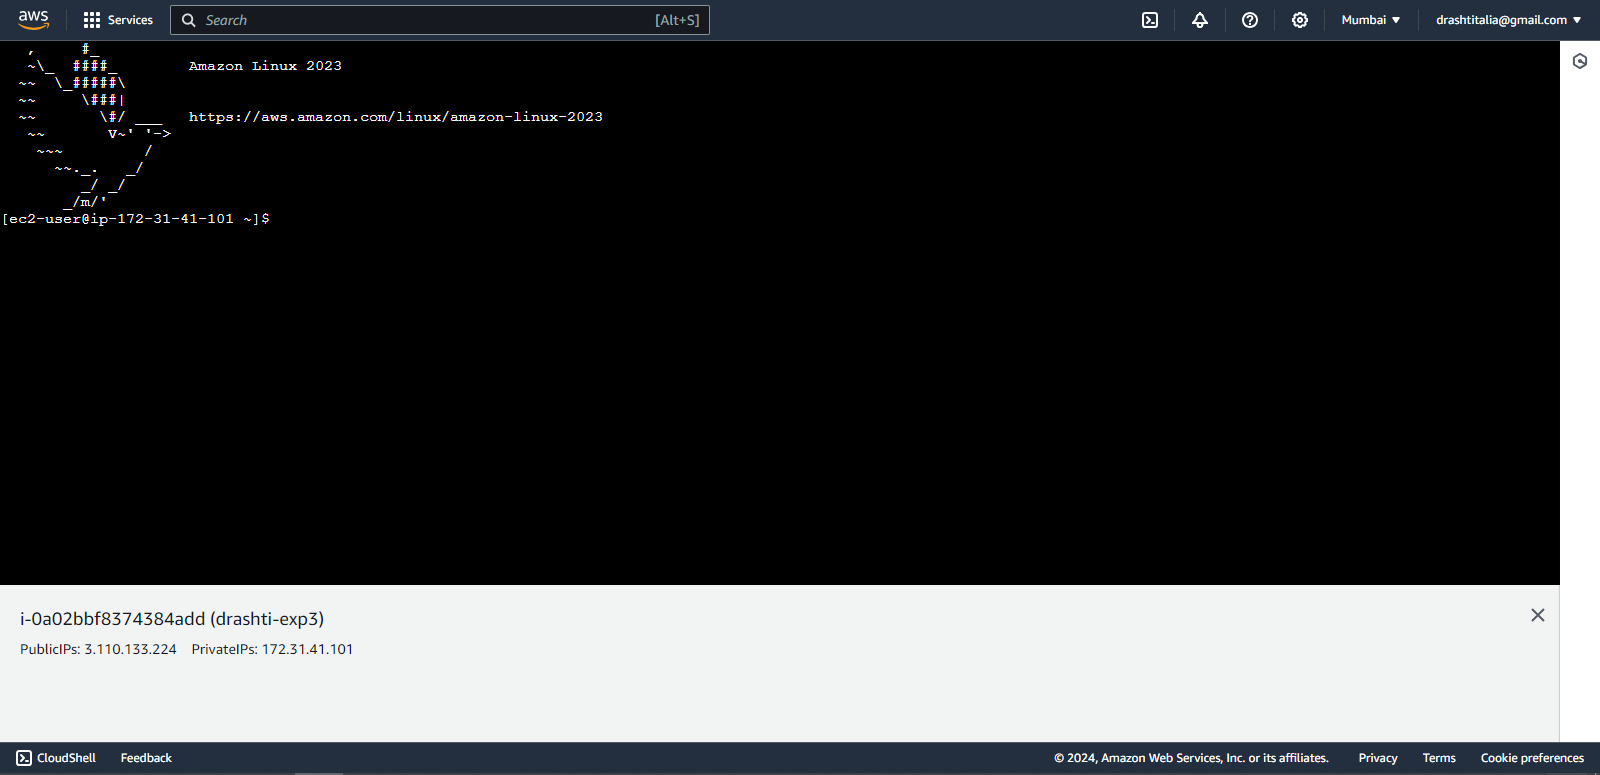 aws Services Search [Alt+S] Mumbai ▼ drashtitalia@gmail.com ▼
   ,     #_
   ~\_  ####_        Amazon Linux 2023
  ~~  \_#####\
  ~~     \###|
  ~~       \#/ ___   https://aws.amazon.com/linux/amazon-linux-2023
   ~~       V~' '->
    ~~~         /
      ~~._.   _/
         _/ _/
       _/m/'
[ec2-user@ip-172-31-41-101 ~]$
i-0a02bbf8374384add (drashti-exp3)
PublicIPs: 3.110.133.224 PrivateIPs: 172.31.41.101
CloudShell Feedback © 2024, Amazon Web Services, Inc. or its affiliates. Privacy Terms Cookie preferences